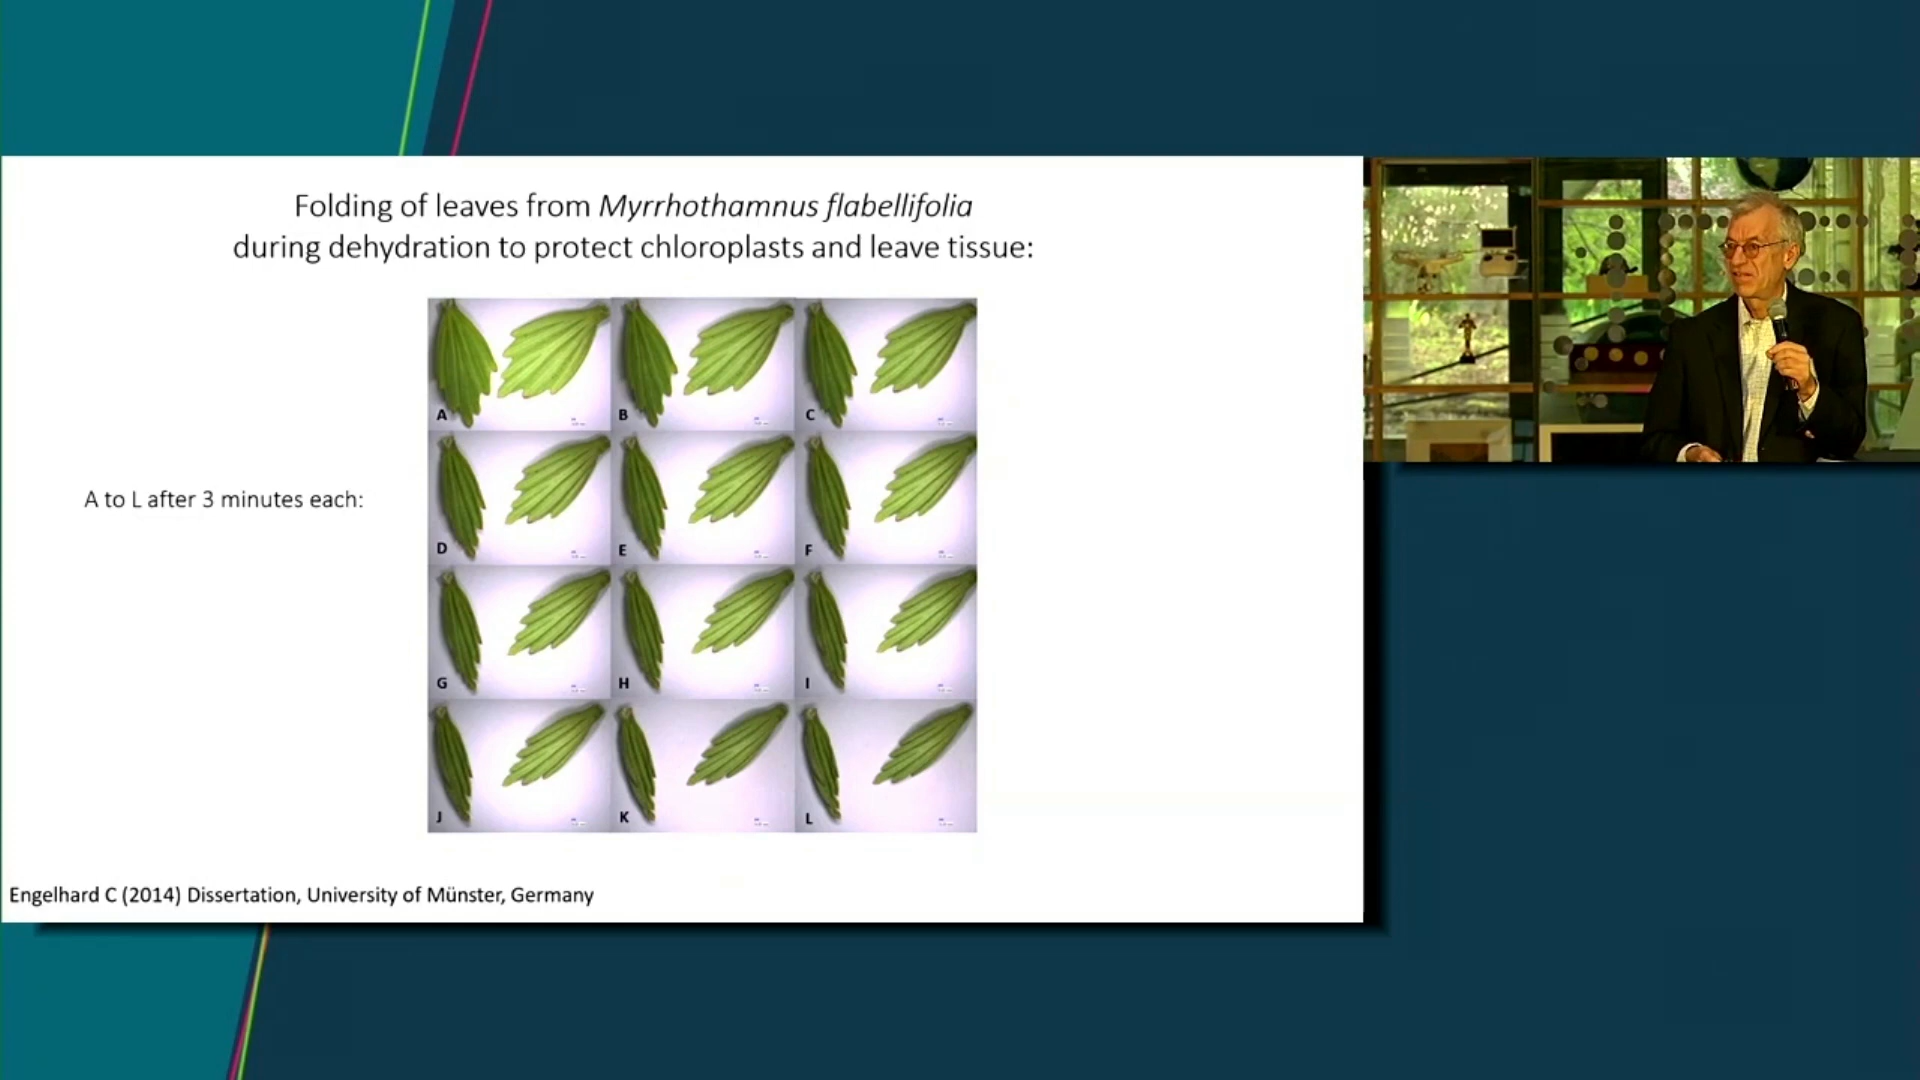 Folding of leaves from Myrrhothamnus flabellifolia
during dehydration to protect chloroplasts and leave tissue:
A to L after 3 minutes each:
A
B
C
D
E
F
G
H
I
J
K
L
Engelhard C (2014) Dissertation, University of Münster, Germany